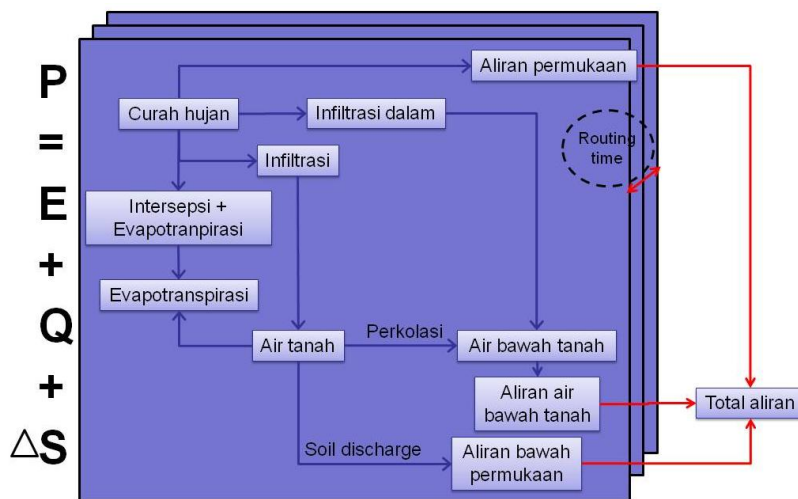 P
=
E
+
Q
+
△S
Aliran permukaan
Curah hujan
Infiltrasi dalam
Routing
time
Infiltrasi
Intersepsi +
Evapotranpirasi
Evapotranspirasi
Air tanah
Perkolasi
Air bawah tanah
Aliran air
bawah tanah
Total aliran
Soil discharge
Aliran bawah
permukaan